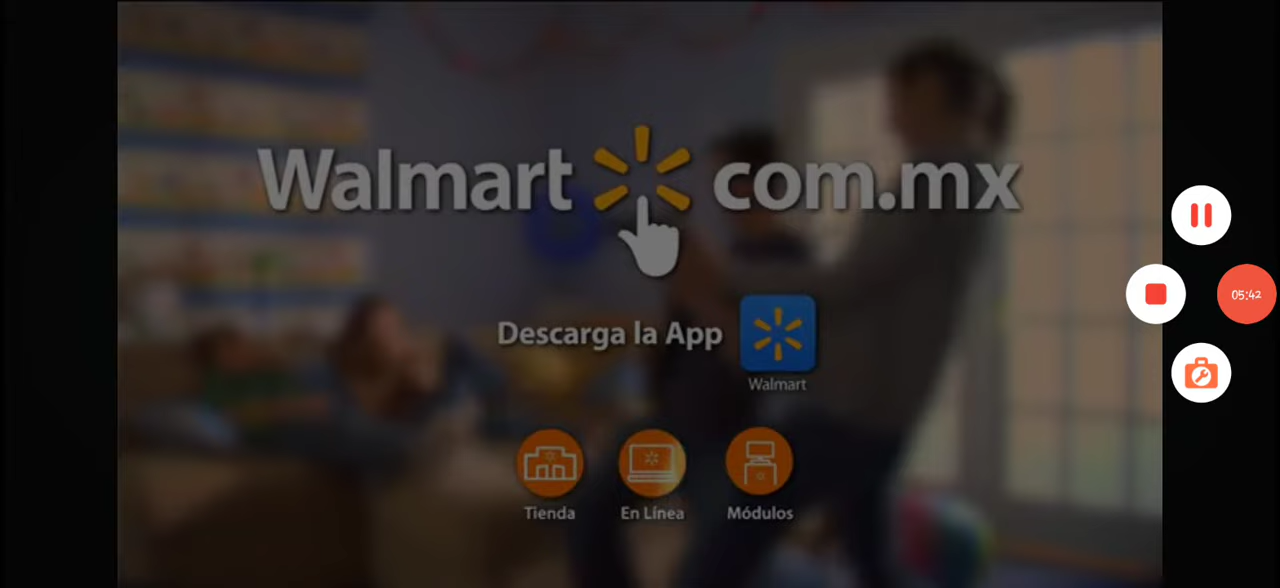 Walmart com.mx
Descarga la App
Walmart
Tienda En Línea Módulos
05:42